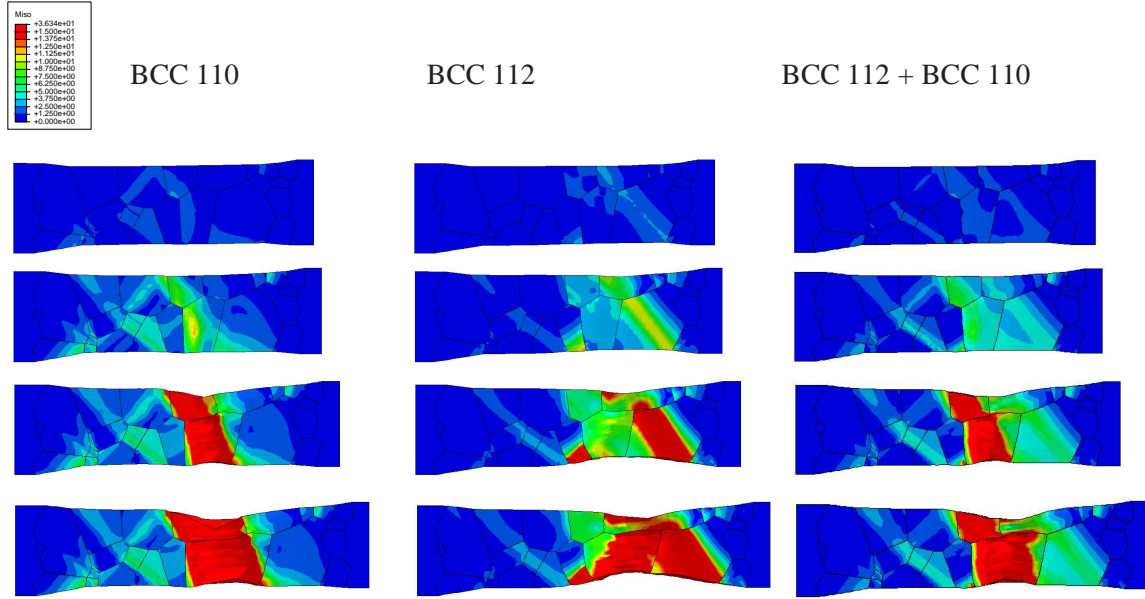 Miso
+3.634e+01
+1.500e+01
+1.375e+01
+1.250e+01
+1.125e+01
+1.000e+01
+8.750e+00
+7.500e+00
+6.250e+00
+5.000e+00
+3.750e+00
+2.500e+00
+1.250e+00
+0.000e+00
BCC 110
BCC 112
BCC 112 + BCC 110